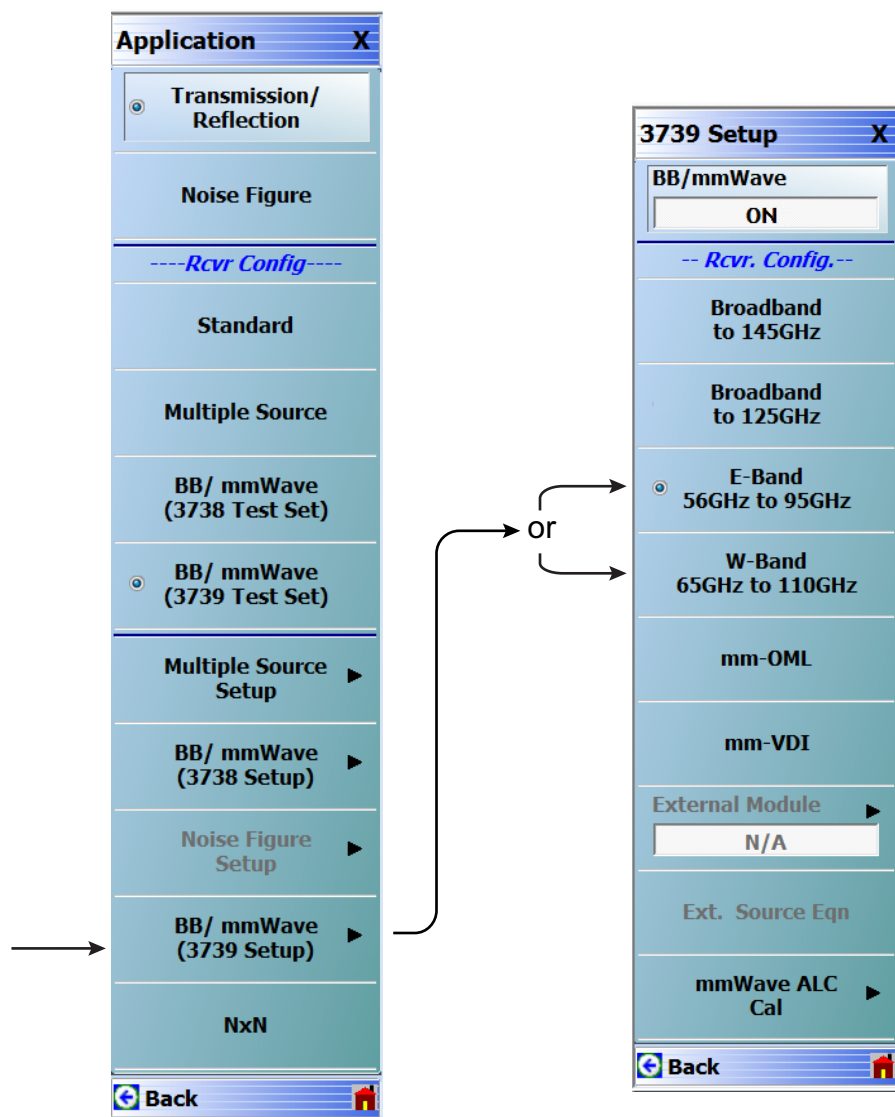 Application X
Transmission/
Reflection
Noise Figure
----Rcvr Config----
Standard
Multiple Source
BB/ mmWave
(3738 Test Set)
BB/ mmWave
(3739 Test Set)
Multiple Source
Setup
BB/ mmWave
(3738 Setup)
Noise Figure
Setup
BB/ mmWave
(3739 Setup)
NxN
Back
or
3739 Setup X
BB/mmWave
ON
-- Rcvr. Config.--
Broadband
to 145GHz
Broadband
to 125GHz
E-Band
56GHz to 95GHz
W-Band
65GHz to 110GHz
mm-OML
mm-VDI
External Module
N/A
Ext. Source Eqn
mmWave ALC
Cal
Back